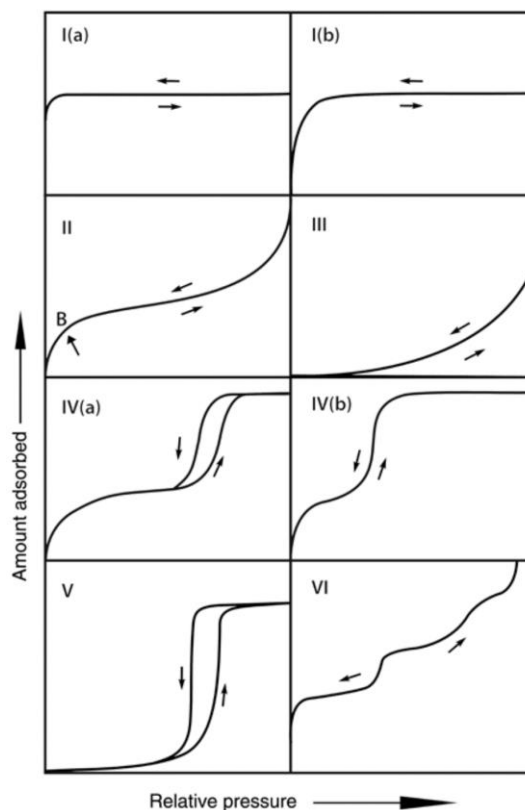 I(a)
I(b)
II
B
III
IV(a)
IV(b)
V
VI
Amount adsorbed
Relative pressure